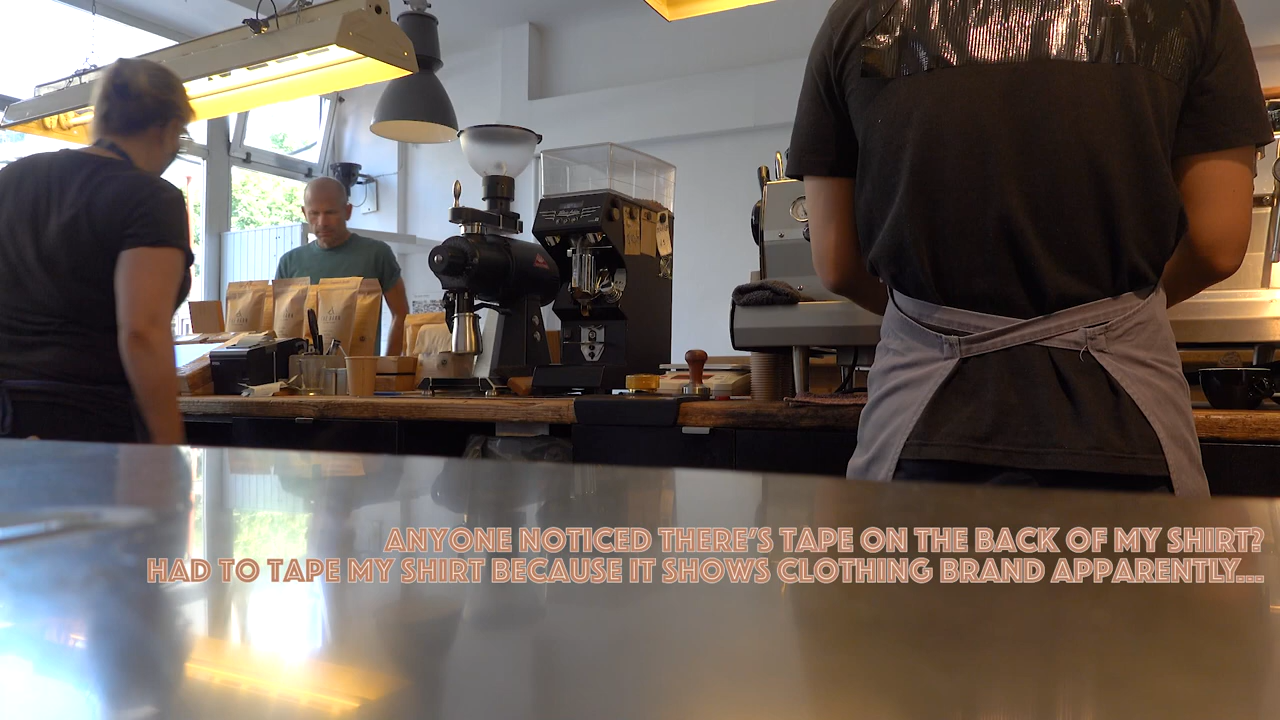 ANYONE NOTICED THERE'S TAPE ON THE BACK OF MY SHIRT?
HAD TO TAPE MY SHIRT BECAUSE IT SHOWS CLOTHING BRAND APPARENTLY...